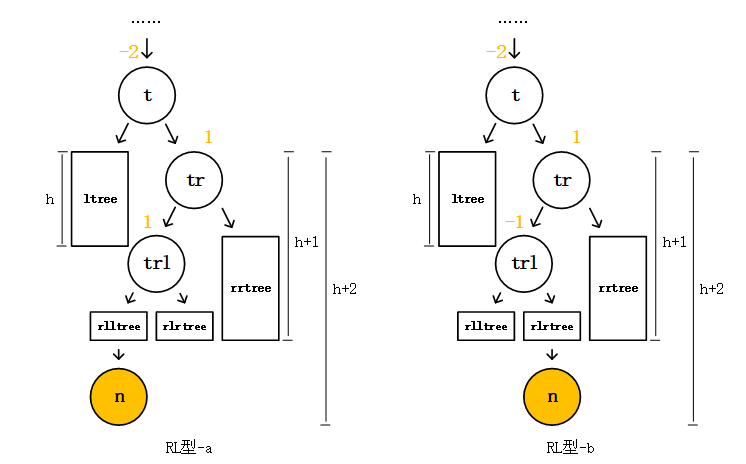 ……
-2
t
1
ltree
tr
h
1
trl
rrtree
h+1
h+2
rlltree
rlrtree
n
RL型-a
……
-2
t
1
ltree
tr
h
-1
trl
rrtree
h+1
h+2
rlltree
rlrtree
n
RL型-b